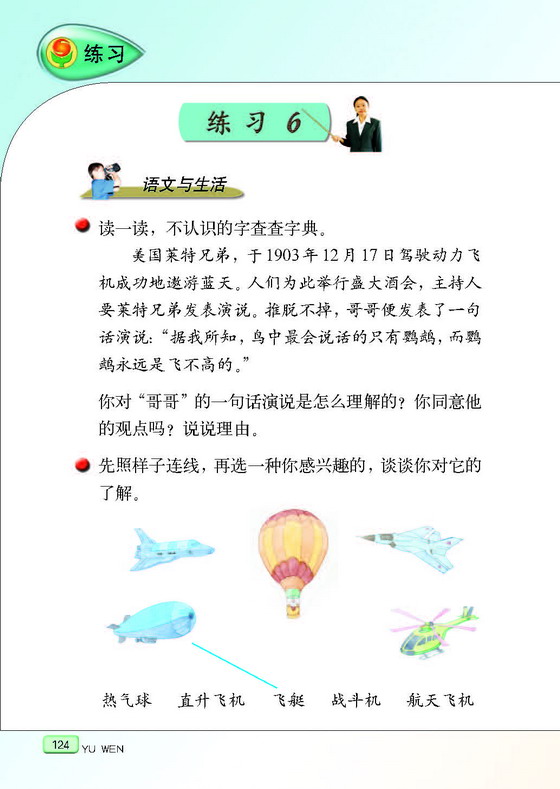 练习
练习6
语文与生活
读一读，不认识的字查查字典。
美国莱特兄弟，于1903年12月17日驾驶动力飞
机成功地遨游蓝天。人们为此举行盛大酒会，主持人
要莱特兄弟发表演说。推脱不掉，哥哥便发表了一句
话演说：“据我所知，鸟中最会说话的只有鹦鹉，而鹦
鹉永远是飞不高的。”
你对“哥哥”的一句话演说是怎么理解的？你同意他
的观点吗？说说理由。
先照样子连线，再选一种你感兴趣的，谈谈你对它的
了解。
热气球 直升飞机 飞艇 战斗机 航天飞机
124 YU WEN